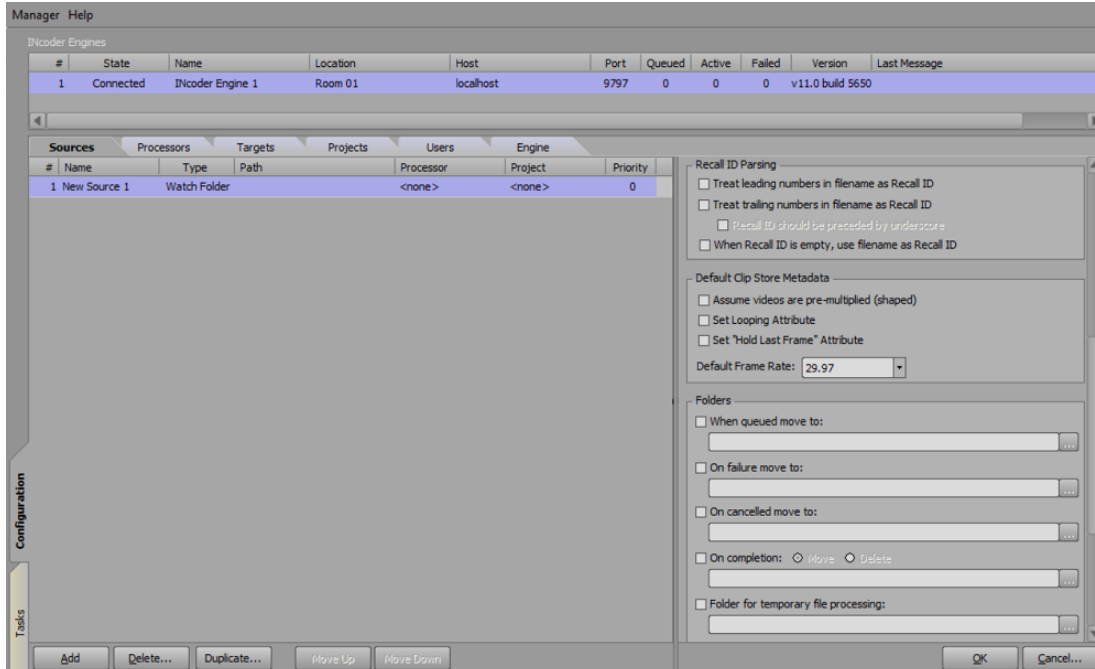 Manager Help
INcoder Engines
# State Name Location Host Port Queued Active Failed Version Last Message
1 Connected INcoder Engine 1 Room 01 localhost 9797 0 0 0 v11.0 build 5650
Sources Processors Targets Projects Users Engine
# Name Type Path Processor Project Priority
1 New Source 1 Watch Folder <none> <none> 0
Recall ID Parsing
Treat leading numbers in filename as Recall ID
Treat trailing numbers in filename as Recall ID
Recall ID should be preceded by underscore
When Recall ID is empty, use filename as Recall ID
Default Clip Store Metadata
Assume videos are pre-multiplied (shaped)
Set Looping Attribute
Set "Hold Last Frame" Attribute
Default Frame Rate: 29.97
Folders
When queued move to:
...
On failure move to:
...
On cancelled move to:
...
On completion: Move Delete
...
Folder for temporary file processing:
...
Configuration
Tasks
Add Delete... Duplicate... Move Up Move Down OK Cancel...